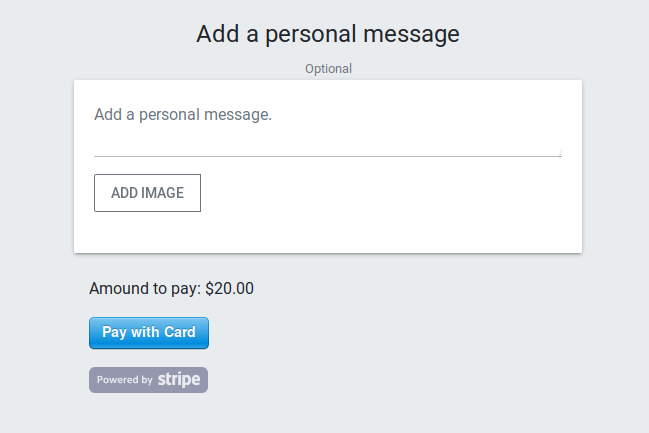 Add a personal message
Optional
Add a personal message.
ADD IMAGE
Amound to pay: $20.00
Pay with Card
Powered by stripe